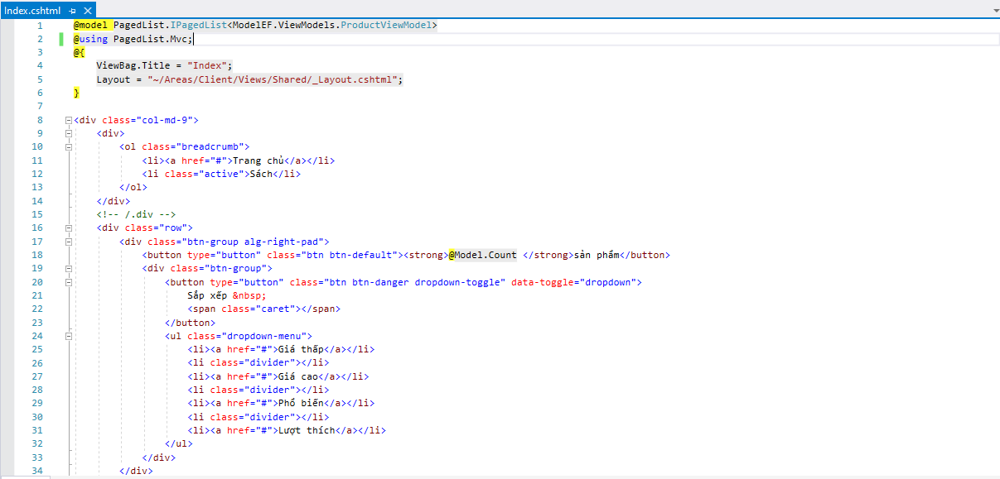 Index.cshtml
1 @model PagedList.IPagedList<ModelEF.ViewModels.ProductViewModel>
2 @using PagedList.Mvc;
3 @{
4 ViewBag.Title = "Index";
5 Layout = "~/Areas/Client/Views/Shared/_Layout.cshtml";
6 }
7
8 <div class="col-md-9">
9 <div>
10 <ol class="breadcrumb">
11 <li><a href="#">Trang chủ</a></li>
12 <li class="active">Sách</li>
13 </ol>
14 </div>
15 <!-- /.div -->
16 <div class="row">
17 <div class="btn-group alg-right-pad">
18 <button type="button" class="btn btn-default"><strong>@Model.Count </strong>sản phẩm</button>
19 <div class="btn-group">
20 <button type="button" class="btn btn-danger dropdown-toggle" data-toggle="dropdown">
21 Sắp xếp &nbsp;
22 <span class="caret"></span>
23 </button>
24 <ul class="dropdown-menu">
25 <li><a href="#">Giá thấp</a></li>
26 <li class="divider"></li>
27 <li><a href="#">Giá cao</a></li>
28 <li class="divider"></li>
29 <li><a href="#">Phổ biến</a></li>
30 <li class="divider"></li>
31 <li><a href="#">Lượt thích</a></li>
32 </ul>
33 </div>
34 </div>